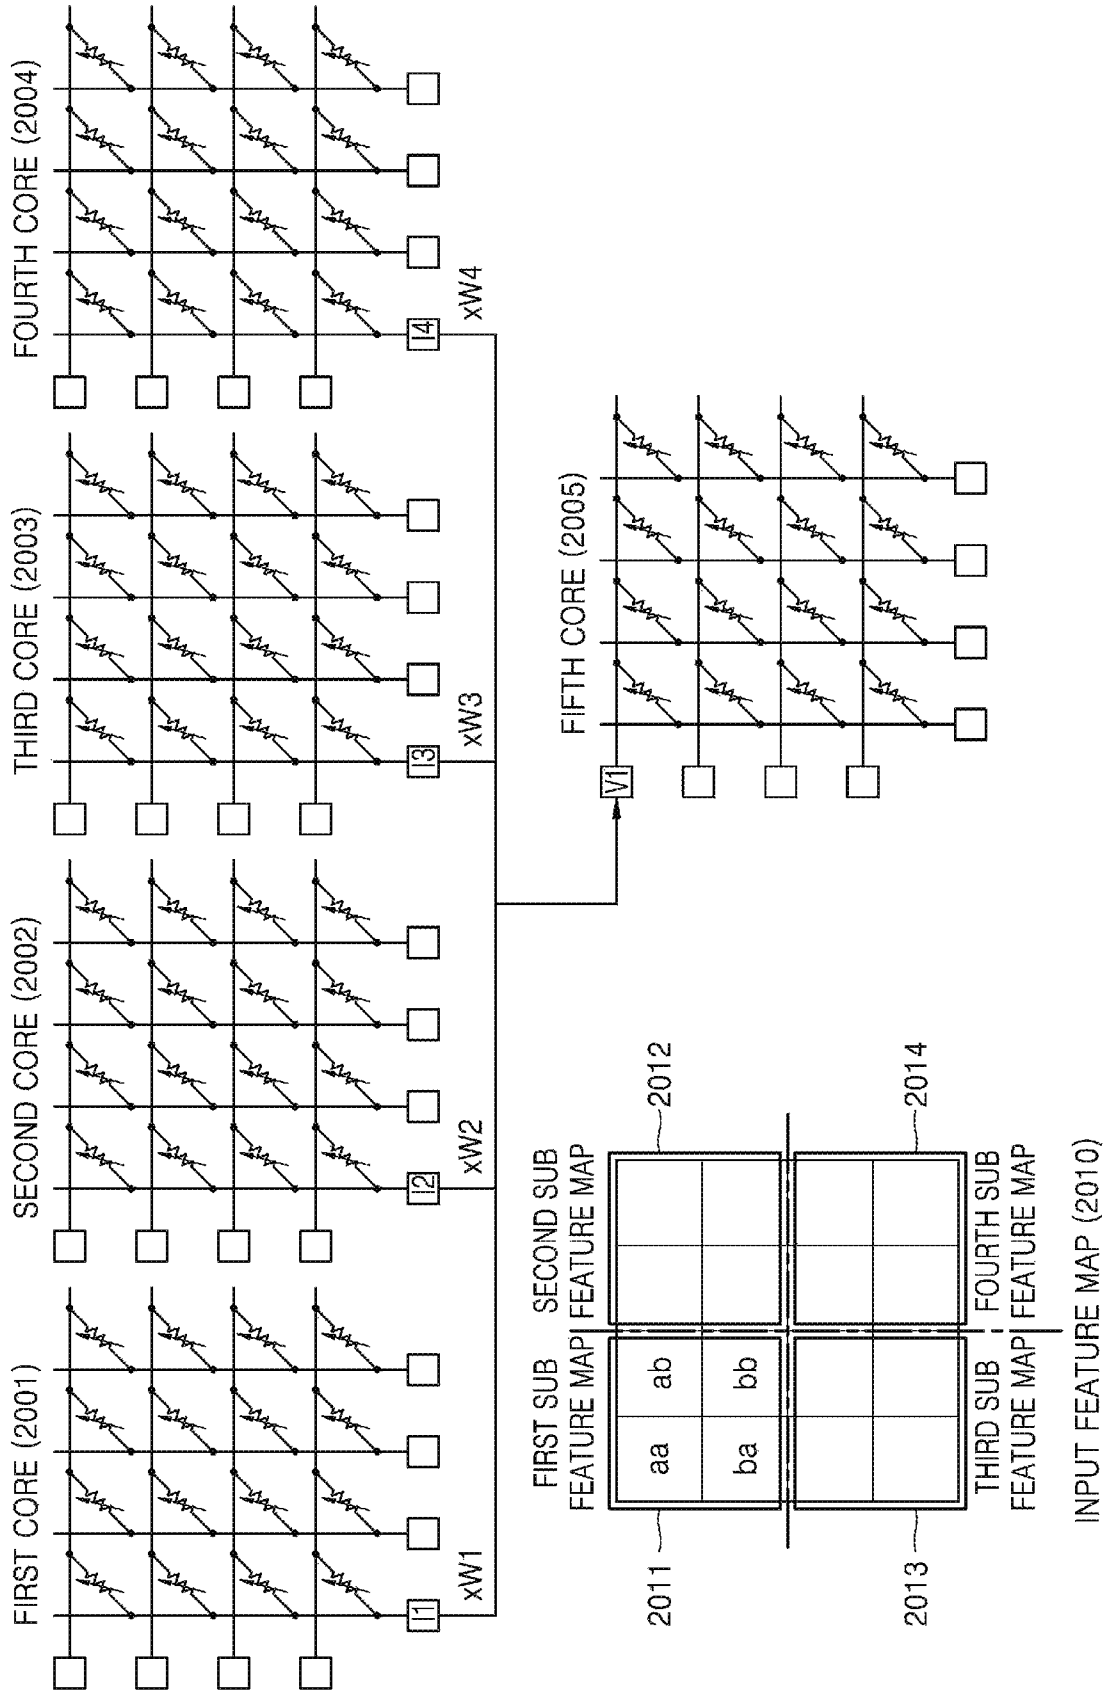 FIRST CORE (2001)
SECOND CORE (2002)
THIRD CORE (2003)
FOURTH CORE (2004)
I1
I2
I3
I4
xW1
xW2
xW3
xW4
FIFTH CORE (2005)
V1
FIRST SUB
FEATURE MAP
SECOND SUB
FEATURE MAP
2011
2012
aa
ab
ba
bb
2013
2014
THIRD SUB
FEATURE MAP
FOURTH SUB
FEATURE MAP
INPUT FEATURE MAP (2010)